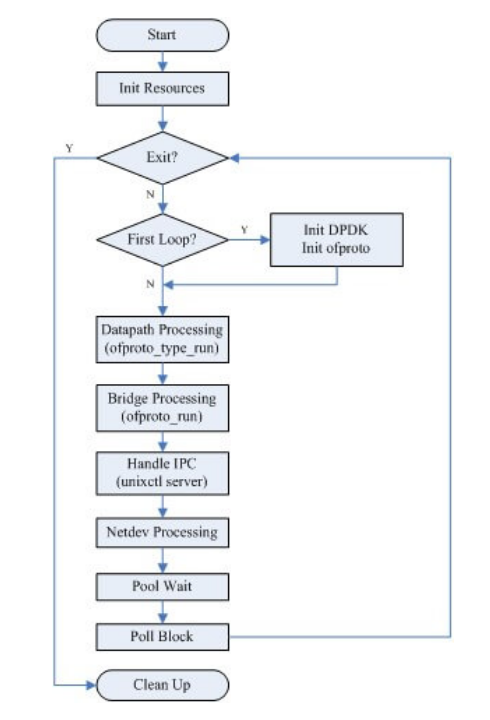 Start
Init Resources
Y
Exit?
N
First Loop?
Y
Init DPDK
Init ofproto
N
Datapath Processing
(ofproto_type_run)
Bridge Processing
(ofproto_run)
Handle IPC
(unixctl server)
Netdev Processing
Pool Wait
Poll Block
Clean Up